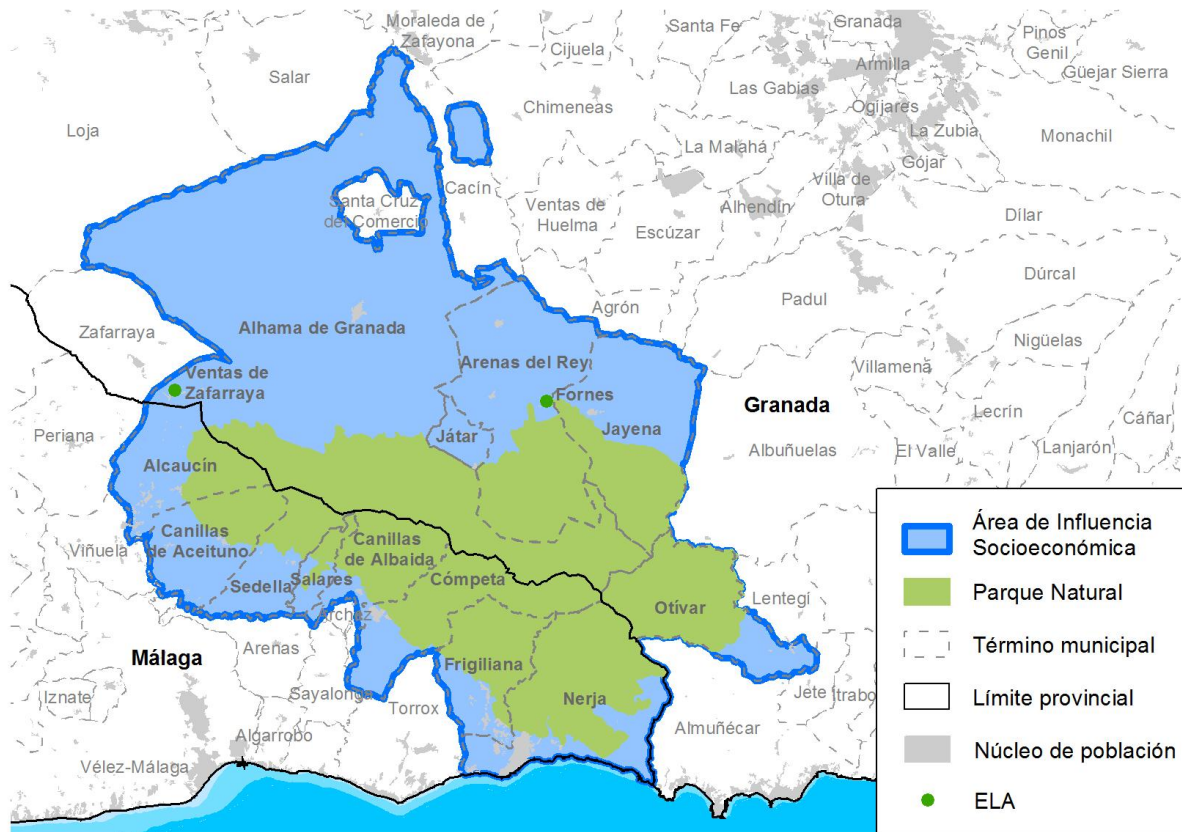 Moraleda de
Zafayona
Santa Fe
Granada
Pinos
Genil
Cijuela
Salar
Armilla
Güejar Sierra
Las Gabias
Chimeneas
Ogíjares
Loja
La Zubia
Monachil
La Malahá
Gójar
Cacín
Villa de
Otura
Santa Cruz
del Comercio
Ventas de
Huelma
Alhendín
Dílar
Escúzar
Dúrcal
Padul
Agrón
Zafarraya
Alhama de Granada
Nigüelas
Arenas del Rey
Villamena
Ventas de
Zafarraya
Fornes
Granada
Lecrín
Cáñar
Periana
Játar
Jayena
Albuñuelas
El Valle
Lanjarón
Alcaucín
Canillas
de Aceituno
Viñuela
Canillas
de Albaida
Sedella
Salares
Cómpeta
Otívar
Lentegí
Árchez
Málaga
Arenas
Frigiliana
Iznate
Sayalonga
Nerja
Jete
Itrabo
Torrox
Almuñécar
Algarrobo
Vélez-Málaga
Área de Influencia
Socioeconómica
Parque Natural
Término municipal
Límite provincial
Núcleo de población
ELA